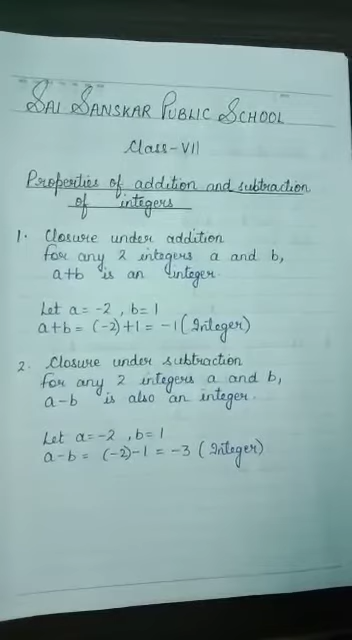 SAI SANSKAR PUBLIC SCHOOL
Class-VII
Properties of addition and subtraction
of integers
1. Closure under addition
for any 2 integers a and b,
a+b is an integer.
Let a = -2, b = 1
a+b = (-2)+1 = -1 (Integer)
2. Closure under subtraction
for any 2 integers a and b,
a-b is also an integer.
Let a = -2, b = 1
a-b = (-2)-1 = -3 (Integer)